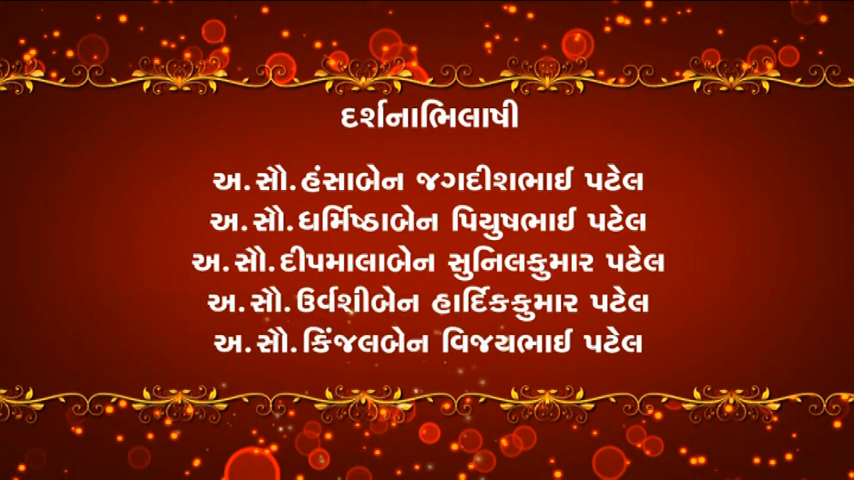 દર્શનાભિલાષી
અ.સૌ.હંસાબેન જગદીશભાઈ પટેલ
અ.સૌ.ધર્મિષ્ઠાબેન પિયુષભાઈ પટેલ
અ.સૌ.દીપમાલાબેન સુનિલકુમાર પટેલ
અ.સૌ.ઉર્વશીબેન હાર્દિકકુમાર પટેલ
અ.સૌ.કિંજલબેન વિજયભાઈ પટેલ